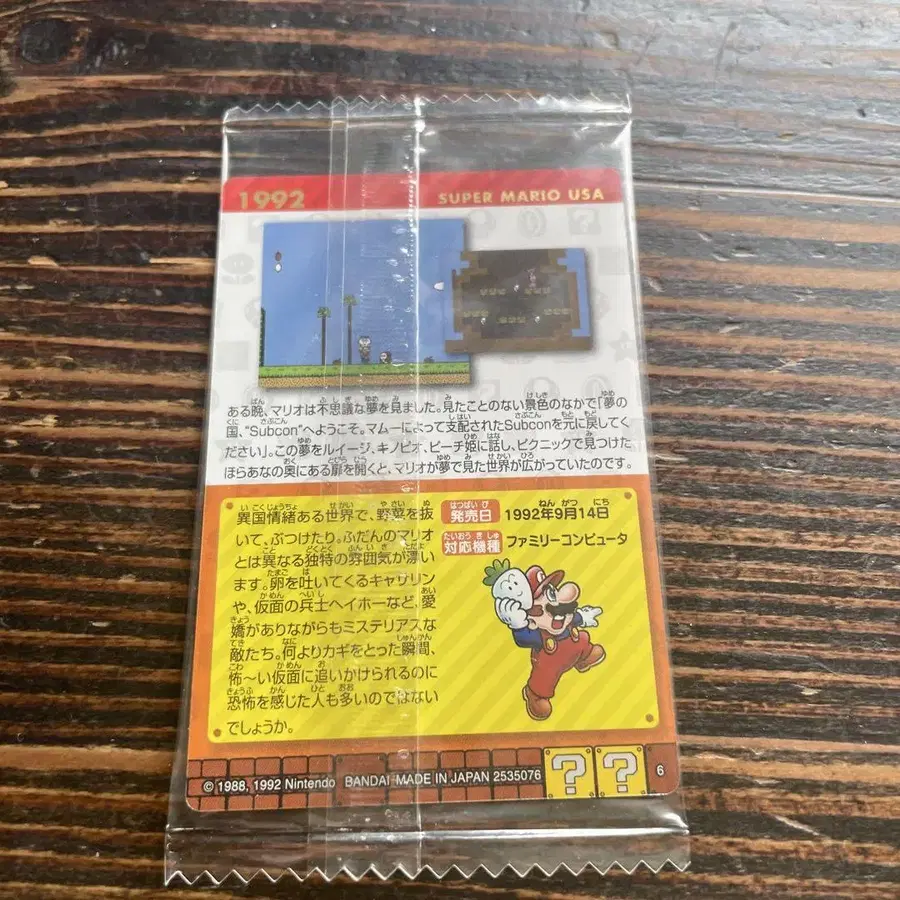 1992
SUPER MARIO USA
ある晩、マリオは不思議な夢を見ました。見たことのない景色のなかで「夢の
国、“Subcon”へようこそ。マムーによって支配されたSubconを元に戻してく
ださい」。この夢をルイージ、キノピオ、ピーチ姫に話し、ピクニックで見つけた
ほらあなの奥にある扉を開くと、マリオが夢で見た世界が広がっていたのです。
異国情緒ある世界で、野菜を抜
いて、ぶつけたり。ふだんのマリオ
とは異なる独特の雰囲気が漂い
ます。卵を吐いてくるキャサリン
や、仮面の兵士ヘイホーなど、愛
嬌がありながらもミステリアスな
敵たち。何よりカギをとった瞬間、
怖〜い仮面に追いかけられるのに
恐怖を感じた人も多いのではない
でしょうか。
発売日 1992年9月14日
対応機種 ファミリーコンピュータ
© 1988, 1992 Nintendo BANDAI MADE IN JAPAN 2535076
? ?
6